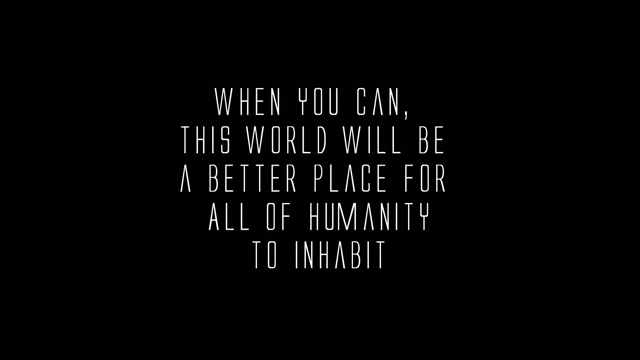 WHEN YOU CAN,
THIS WORLD WILL BE
A BETTER PLACE FOR
ALL OF HUMANITY
TO INHABIT